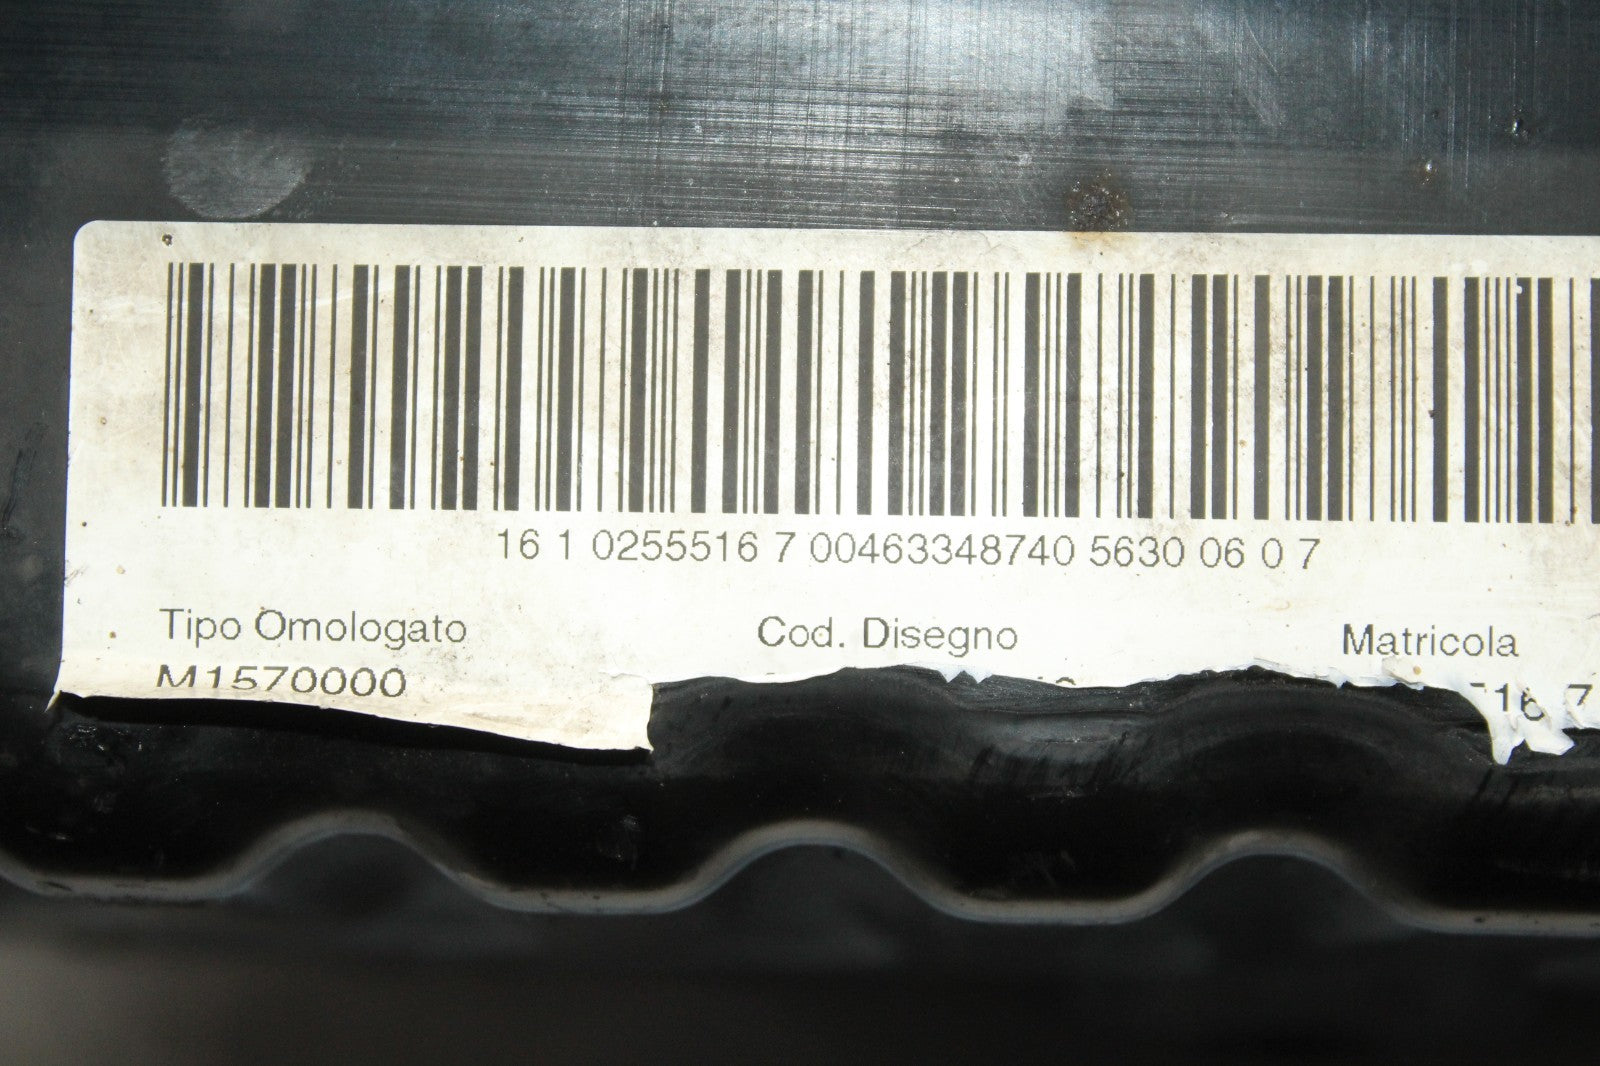 16 1 0255516 7 00463348740 5630 06 0 7
Tipo Omologato Cod. Disegno Matricola
M1570000